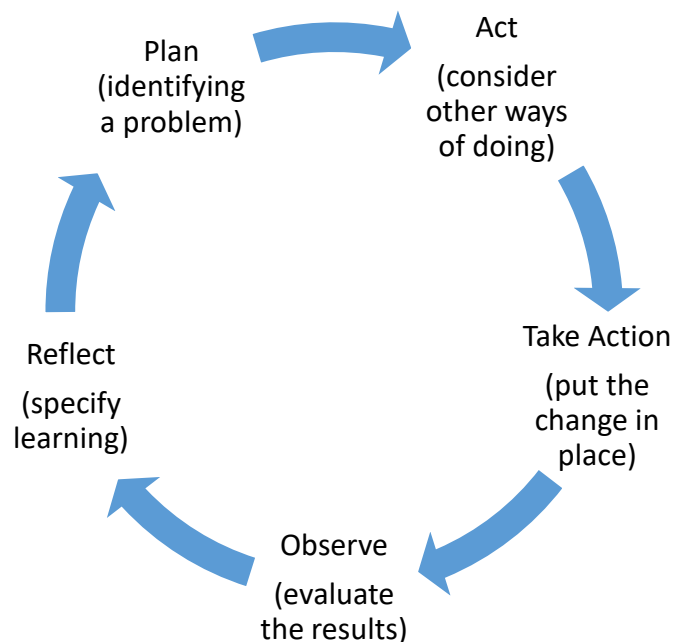 Plan
(identifying
a problem)
Act
(consider
other ways
of doing)
Take Action
(put the
change in
place)
Observe
(evaluate
the results)
Reflect
(specify
learning)